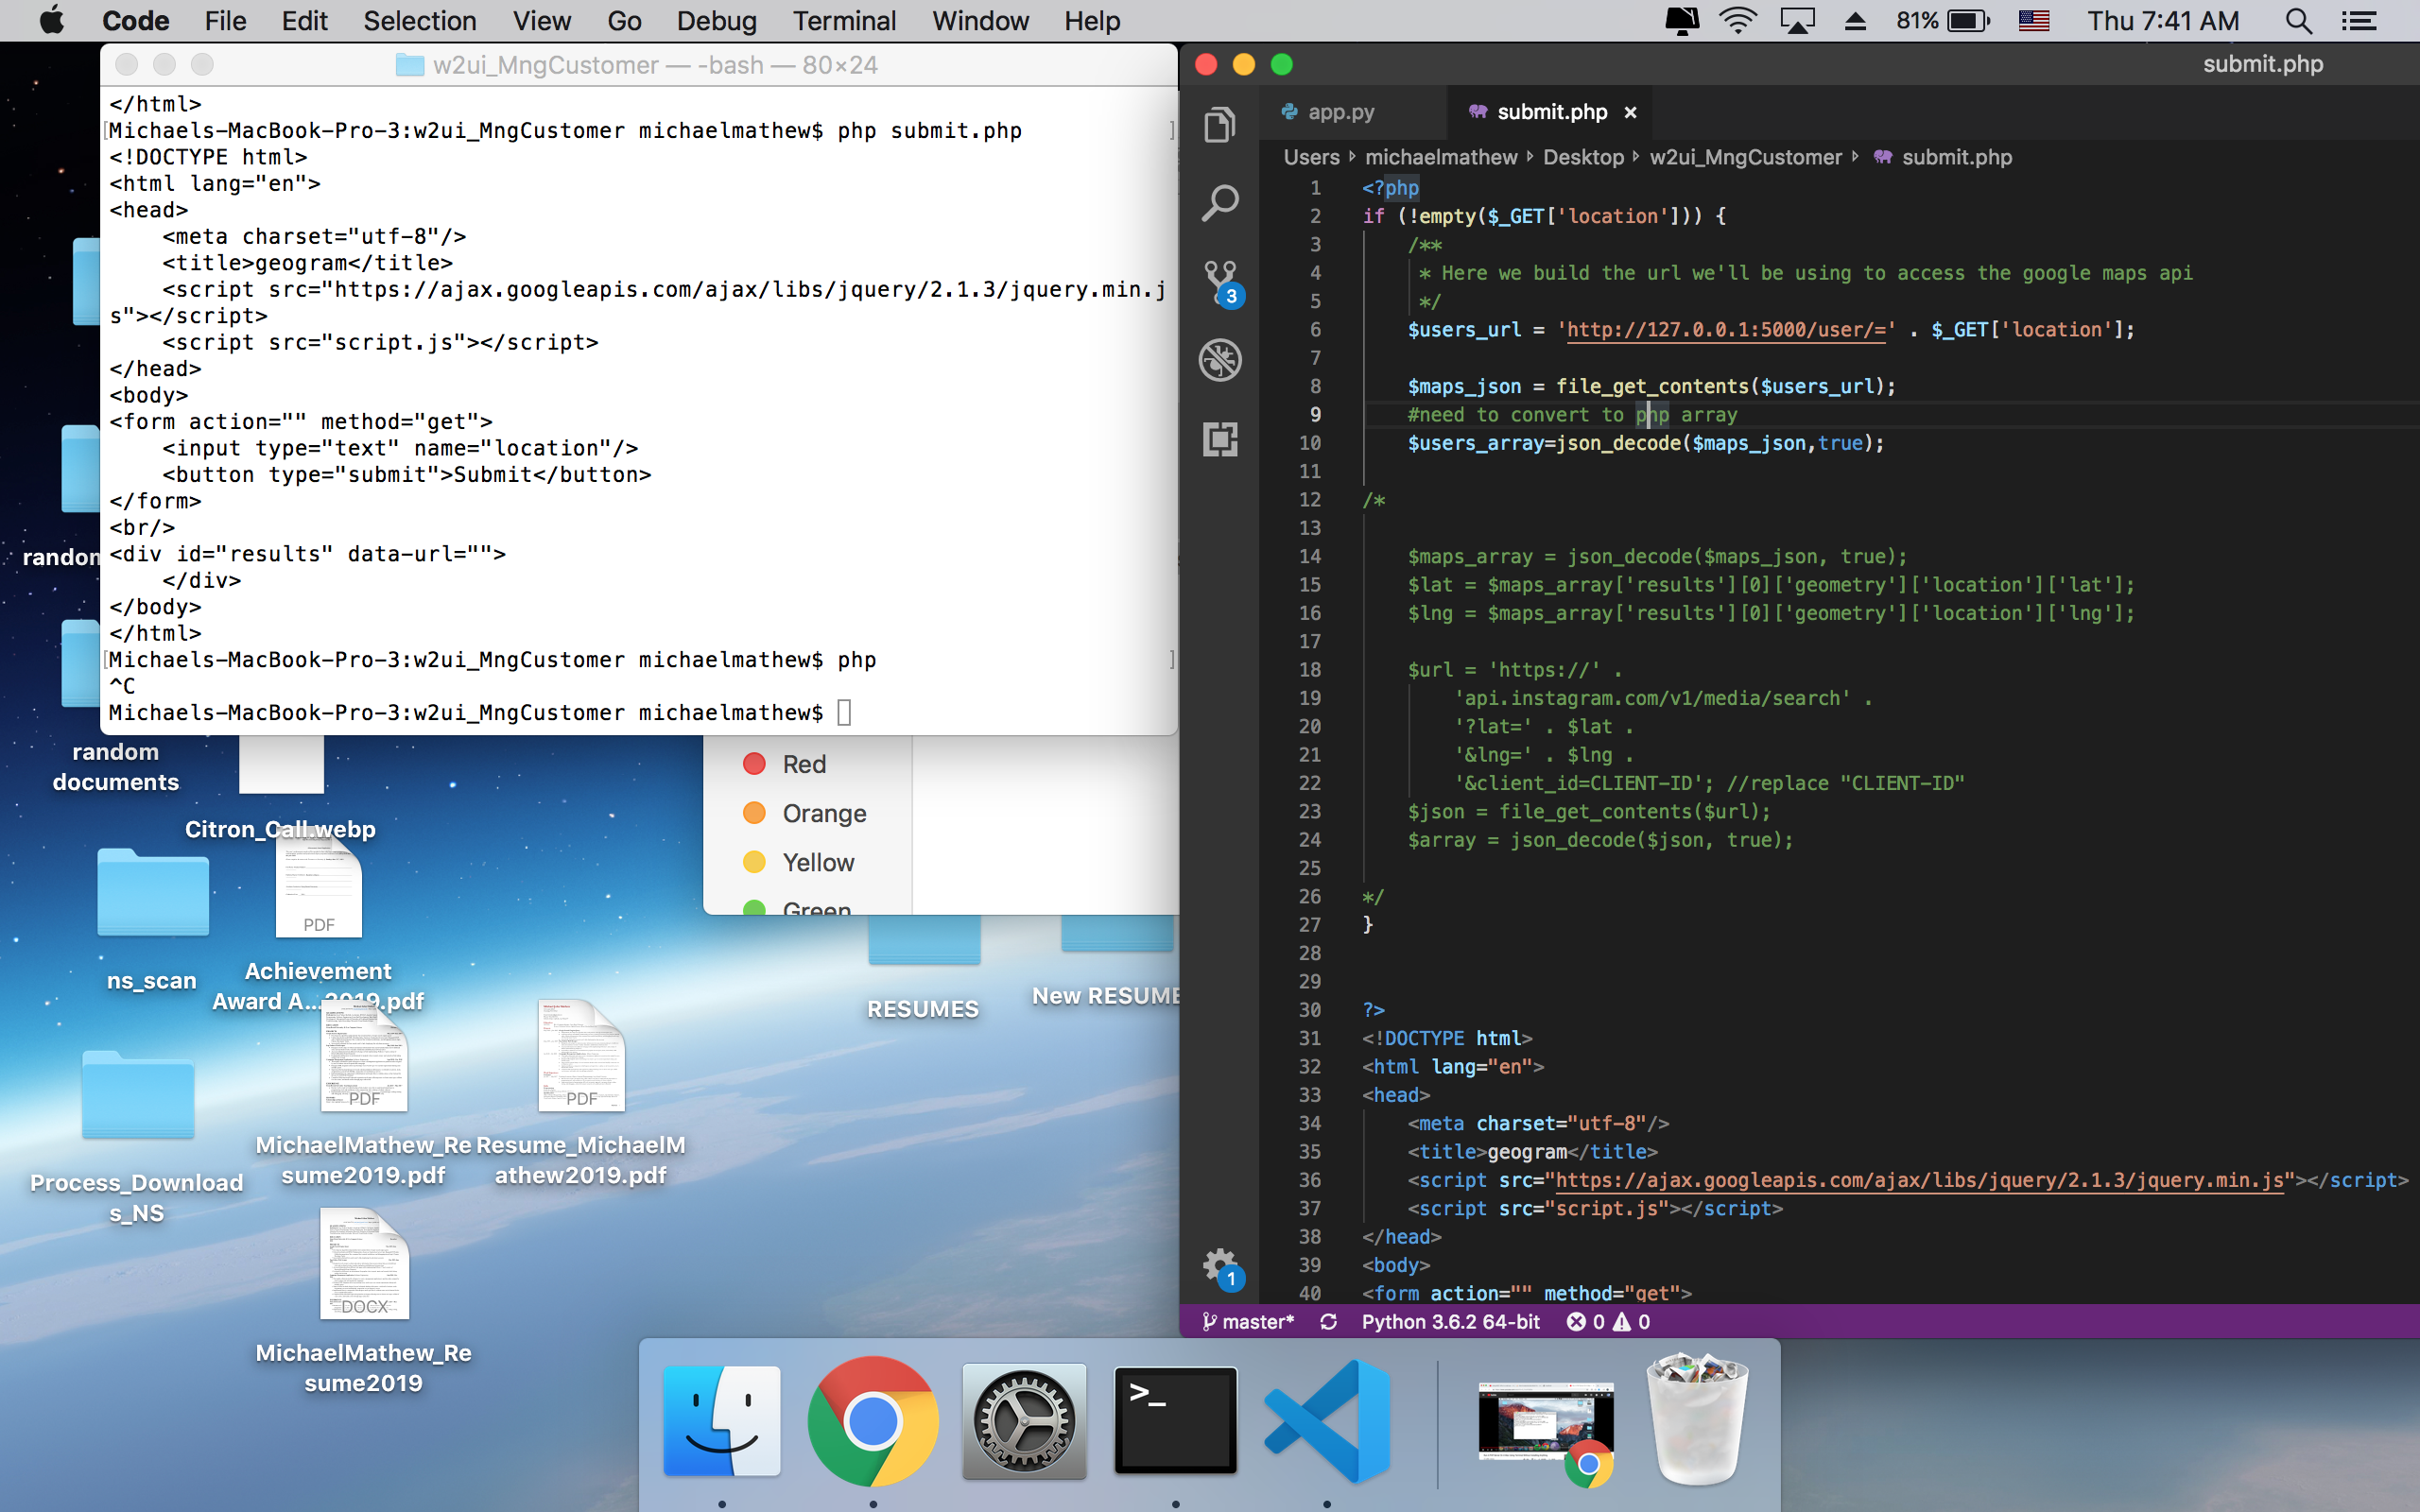 Code File Edit Selection View Go Debug Terminal Window Help
81% Thu 7:41 AM
w2ui_MngCustomer — -bash — 80×24
</html>
[Michaels-MacBook-Pro-3:w2ui_MngCustomer michaelmathew$ php submit.php ]
<!DOCTYPE html>
<html lang="en">
<head>
<meta charset="utf-8"/>
<title>geogram</title>
<script src="https://ajax.googleapis.com/ajax/libs/jquery/2.1.3/jquery.min.j
s"></script>
<script src="script.js"></script>
</head>
<body>
<form action="" method="get">
<input type="text" name="location"/>
<button type="submit">Submit</button>
</form>
<br/>
<div id="results" data-url="">
</div>
</body>
</html>
[Michaels-MacBook-Pro-3:w2ui_MngCustomer michaelmathew$ php ]
^C
Michaels-MacBook-Pro-3:w2ui_MngCustomer michaelmathew$
random
random
documents
Citron_Call.webp
PDF
ns_scan
Achievement
Award A...2019.pdf
PDF
PDF
MichaelMathew_Re
sume2019.pdf
Resume_MichaelM
athew2019.pdf
Process_Download
s_NS
DOCX
MichaelMathew_Re
sume2019
Red
Orange
Yellow
Green
RESUMES
New RESUME
submit.php
app.py
submit.php ×
Users michaelmathew Desktop w2ui_MngCustomer submit.php
3
1
1 <?php
2 if (!empty($_GET['location'])) {
3 /**
4 * Here we build the url we'll be using to access the google maps api
5 */
6 $users_url = 'http://127.0.0.1:5000/user/=' . $_GET['location'];
7
8 $maps_json = file_get_contents($users_url);
9 #need to convert to php array
10 $users_array=json_decode($maps_json,true);
11
12 /*
13
14 $maps_array = json_decode($maps_json, true);
15 $lat = $maps_array['results'][0]['geometry']['location']['lat'];
16 $lng = $maps_array['results'][0]['geometry']['location']['lng'];
17
18 $url = 'https://' .
19 'api.instagram.com/v1/media/search' .
20 '?lat=' . $lat .
21 '&lng=' . $lng .
22 '&client_id=CLIENT-ID'; //replace "CLIENT-ID"
23 $json = file_get_contents($url);
24 $array = json_decode($json, true);
25
26 */
27 }
28
29
30 ?>
31 <!DOCTYPE html>
32 <html lang="en">
33 <head>
34 <meta charset="utf-8"/>
35 <title>geogram</title>
36 <script src="https://ajax.googleapis.com/ajax/libs/jquery/2.1.3/jquery.min.js"></script>
37 <script src="script.js"></script>
38 </head>
39 <body>
40 <form action="" method="get">
master* Python 3.6.2 64-bit 0 0
>_